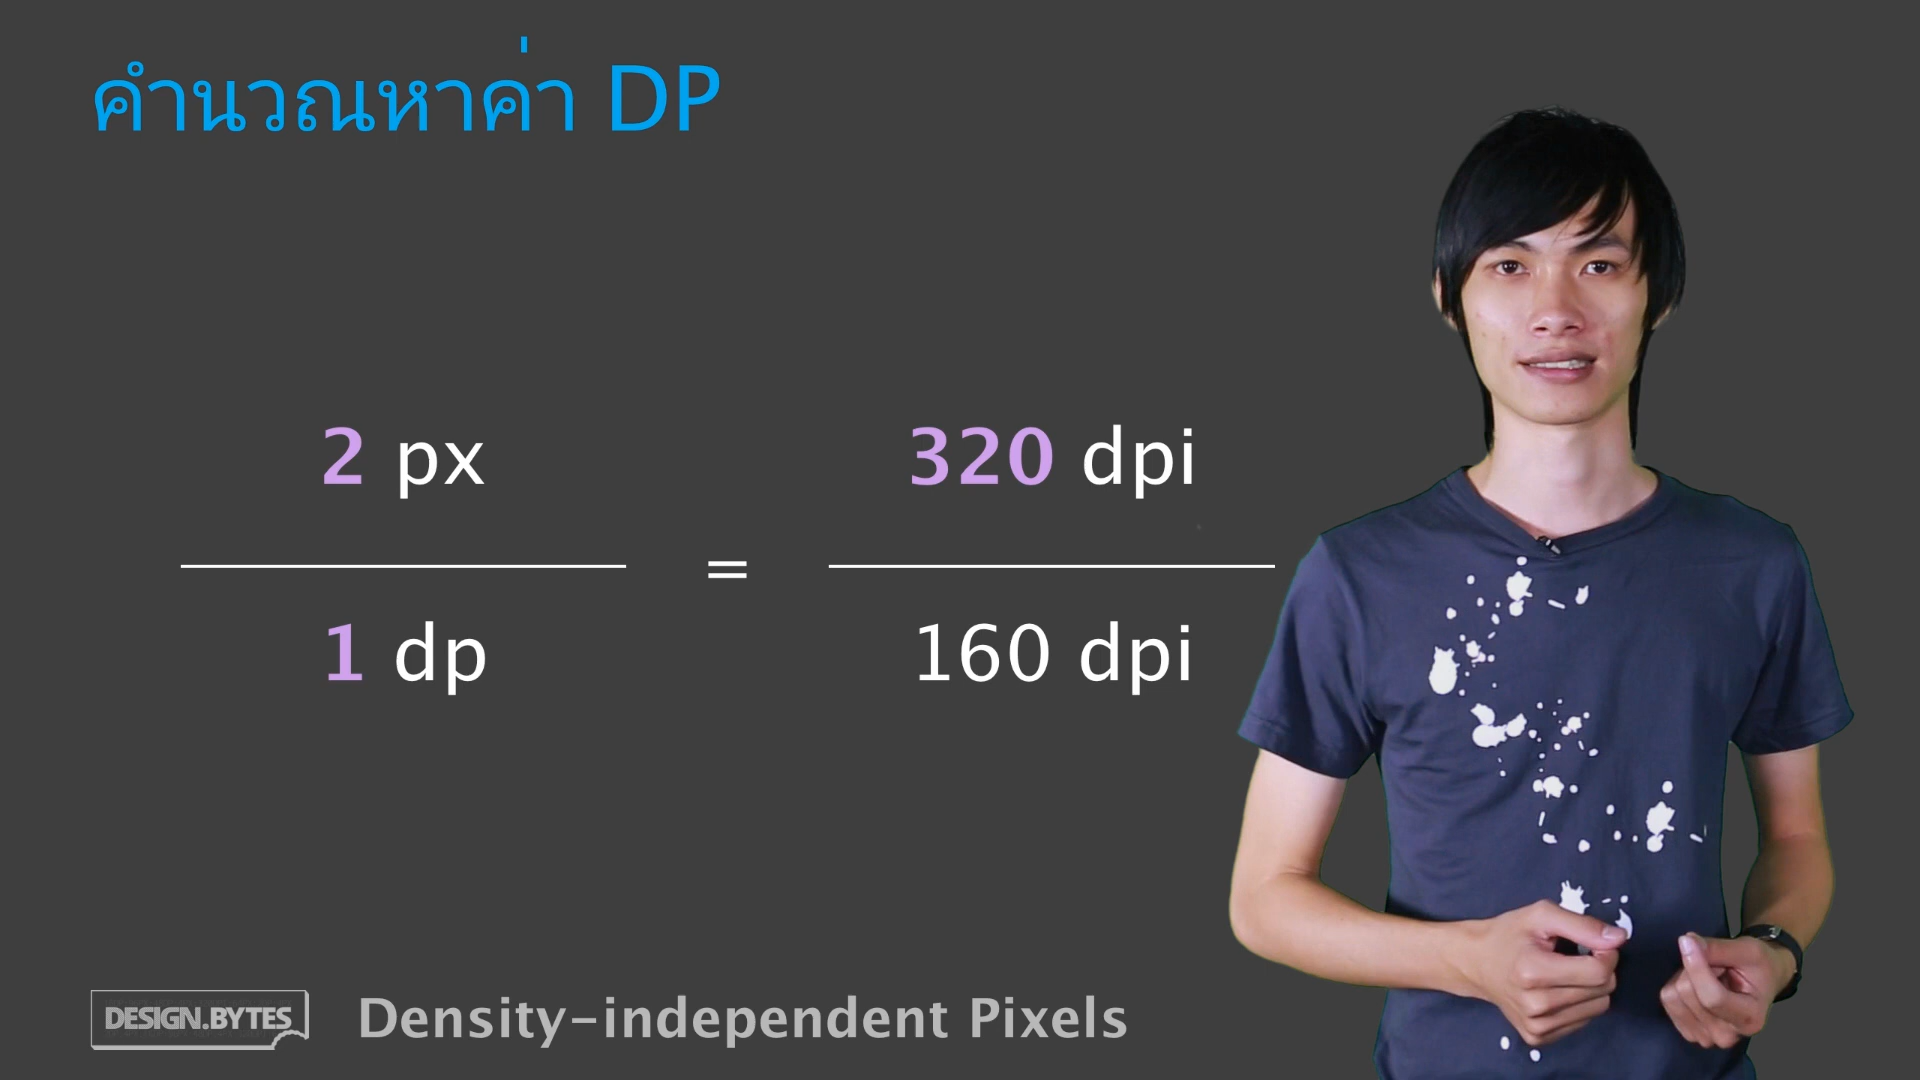 คำนวณหาค่า DP
2 px
1 dp
=
320 dpi
160 dpi
DESIGN.BYTES
Density-independent Pixels